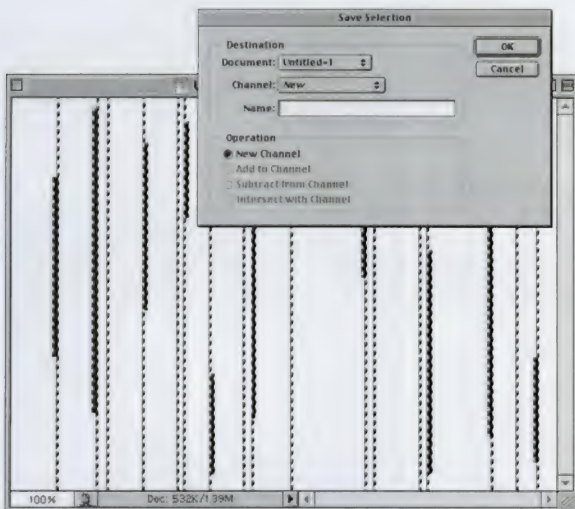 Save Selection
Destination
Document: Untitled-1
Channel: New
Name:
OK
Cancel
Operation
New Channel
Add to Channel
Subtract from Channel
Intersect with Channel
100%
Doc: 532K/1.39M